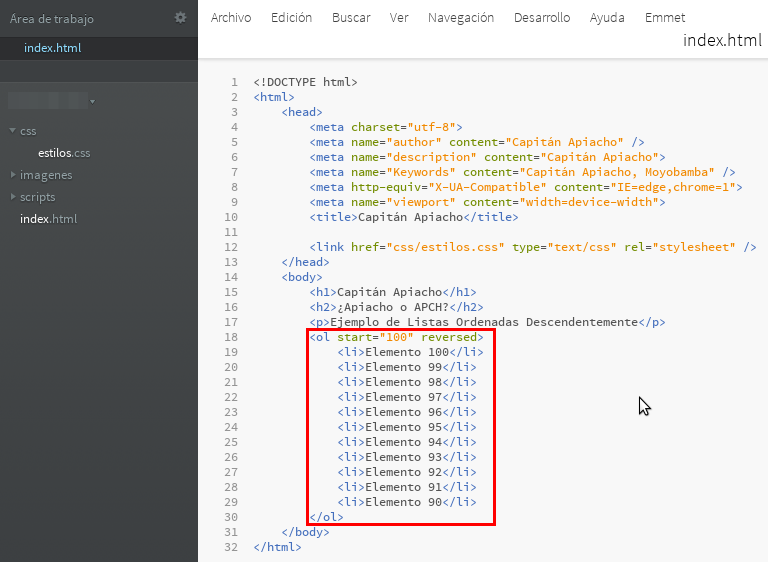 Area de trabajo
index.html
css
estilos.css
imagenes
scripts
index.html
Archivo Edición Buscar Ver Navegación Desarrollo Ayuda Emmet
index.html
1 <!DOCTYPE html>
2 <html>
3 <head>
4 <meta charset="utf-8">
5 <meta name="author" content="Capitán Apiacho" />
6 <meta name="description" content="Capitán Apiacho">
7 <meta name="Keywords" content="Capitán Apiacho, Moyobamba" />
8 <meta http-equiv="X-UA-Compatible" content="IE=edge,chrome=1">
9 <meta name="viewport" content="width=device-width">
10 <title>Capitán Apiacho</title>
11
12 <link href="css/estilos.css" type="text/css" rel="stylesheet" />
13 </head>
14 <body>
15 <h1>Capitán Apiacho</h1>
16 <h2>¿Apiacho o APCH?</h2>
17 <p>Ejemplo de Listas Ordenadas Descendentemente</p>
18 <ol start="100" reversed>
19 <li>Elemento 100</li>
20 <li>Elemento 99</li>
21 <li>Elemento 98</li>
22 <li>Elemento 97</li>
23 <li>Elemento 96</li>
24 <li>Elemento 95</li>
25 <li>Elemento 94</li>
26 <li>Elemento 93</li>
27 <li>Elemento 92</li>
28 <li>Elemento 91</li>
29 <li>Elemento 90</li>
30 </ol>
31 </body>
32 </html>